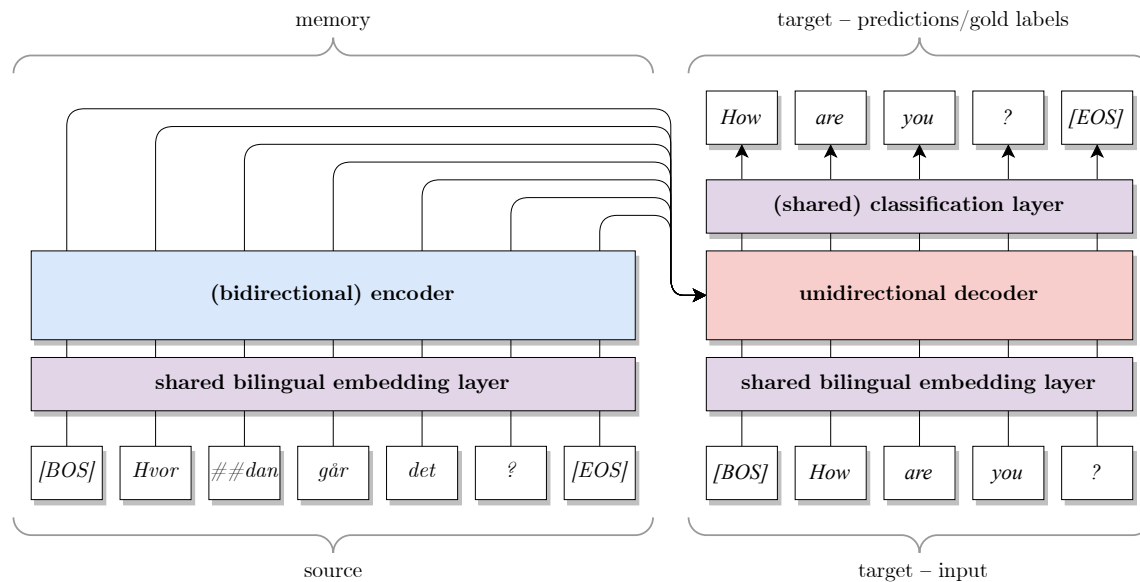 memory
target – predictions/gold labels
How are you ? [EOS]
(shared) classification layer
(bidirectional) encoder
unidirectional decoder
shared bilingual embedding layer
shared bilingual embedding layer
[BOS] Hvor ##dan går det ? [EOS]
[BOS] How are you ?
source
target – input